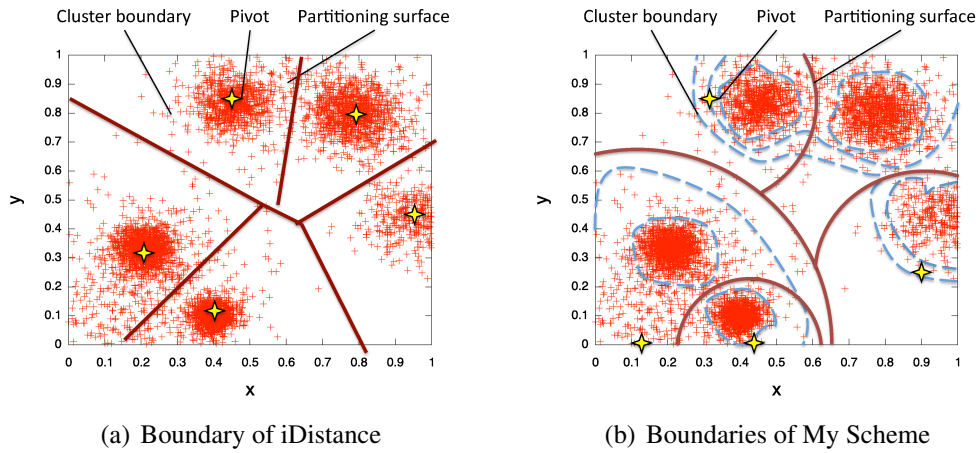 Cluster boundary Pivot Partitioning surface
1
0.9
0.8
0.7
0.6
0.5
0.4
0.3
0.2
0.1
0
y
0 0.1 0.2 0.3 0.4 0.5 0.6 0.7 0.8 0.9 1
x
(a) Boundary of iDistance
Cluster boundary Pivot Partitioning surface
1
0.9
0.8
0.7
0.6
0.5
0.4
0.3
0.2
0.1
0
y
0 0.1 0.2 0.3 0.4 0.5 0.6 0.7 0.8 0.9 1
x
(b) Boundaries of My Scheme